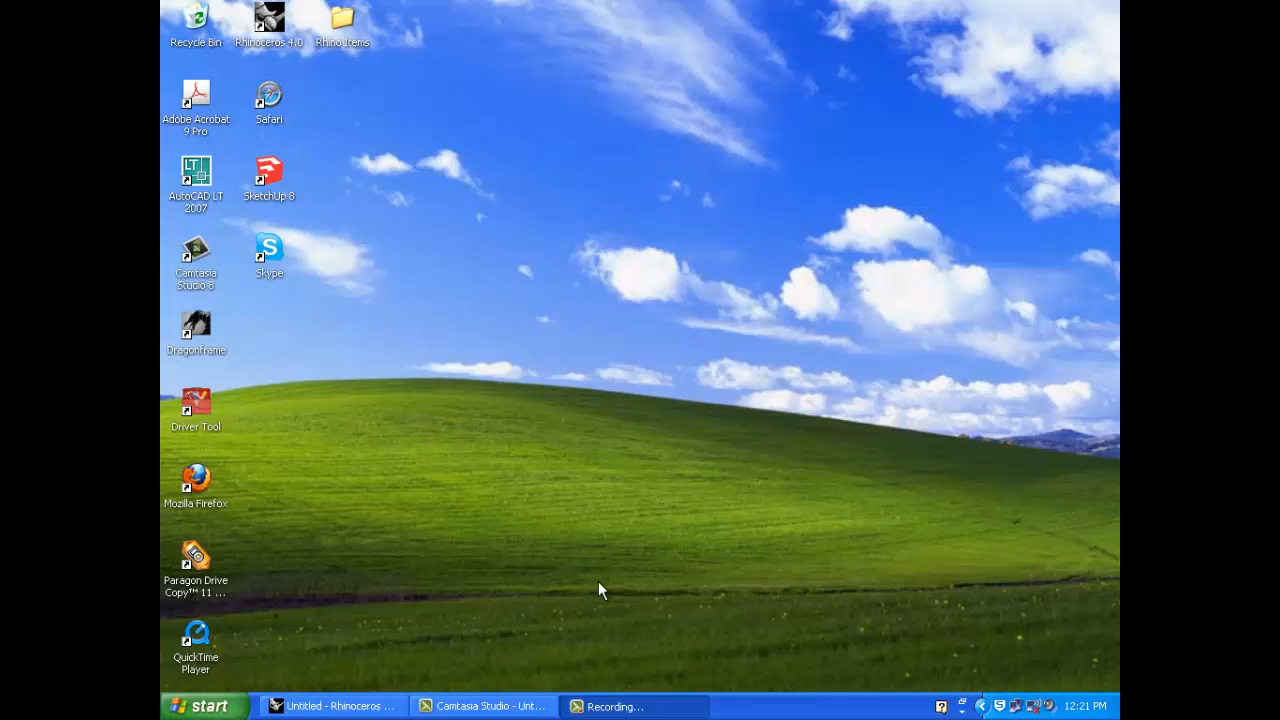 Recycle Bin
Rhinoceros 4.0
Rhino Items
Adobe Acrobat
9 Pro
Safari
LT
AutoCAD LT
2007
SketchUp 8
Camtasia
Studio 8
S
Skype
Dragonframe
Driver Tool
Mozilla Firefox
Paragon Drive
Copy™ 11 ...
QuickTime
Player
start
Untitled - Rhinoceros ...
Camtasia Studio - Unt...
Recording...
12:21 PM